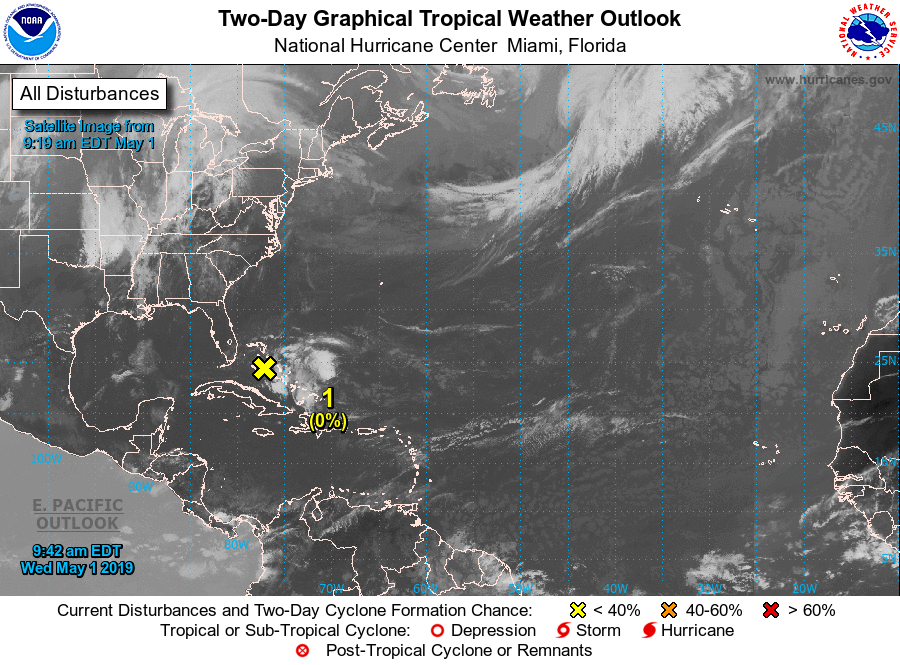 Two-Day Graphical Tropical Weather Outlook
National Hurricane Center Miami, Florida
NOAA
www.hurricanes.gov
All Disturbances
Satellite Image from
9:19 am EDT May 1
45N
35N
25N
1
(0%)
100W
15N
90W
E. PACIFIC
OUTLOOK
80W
9:42 am EDT
Wed May 1 2019
5N
70W
60W
50W
40W
30W
20W
Current Disturbances and Two-Day Cyclone Formation Chance: < 40% 40-60% > 60%
Tropical or Sub-Tropical Cyclone: Depression Storm Hurricane
Post-Tropical Cyclone or Remnants
NATIONAL WEATHER SERVICE